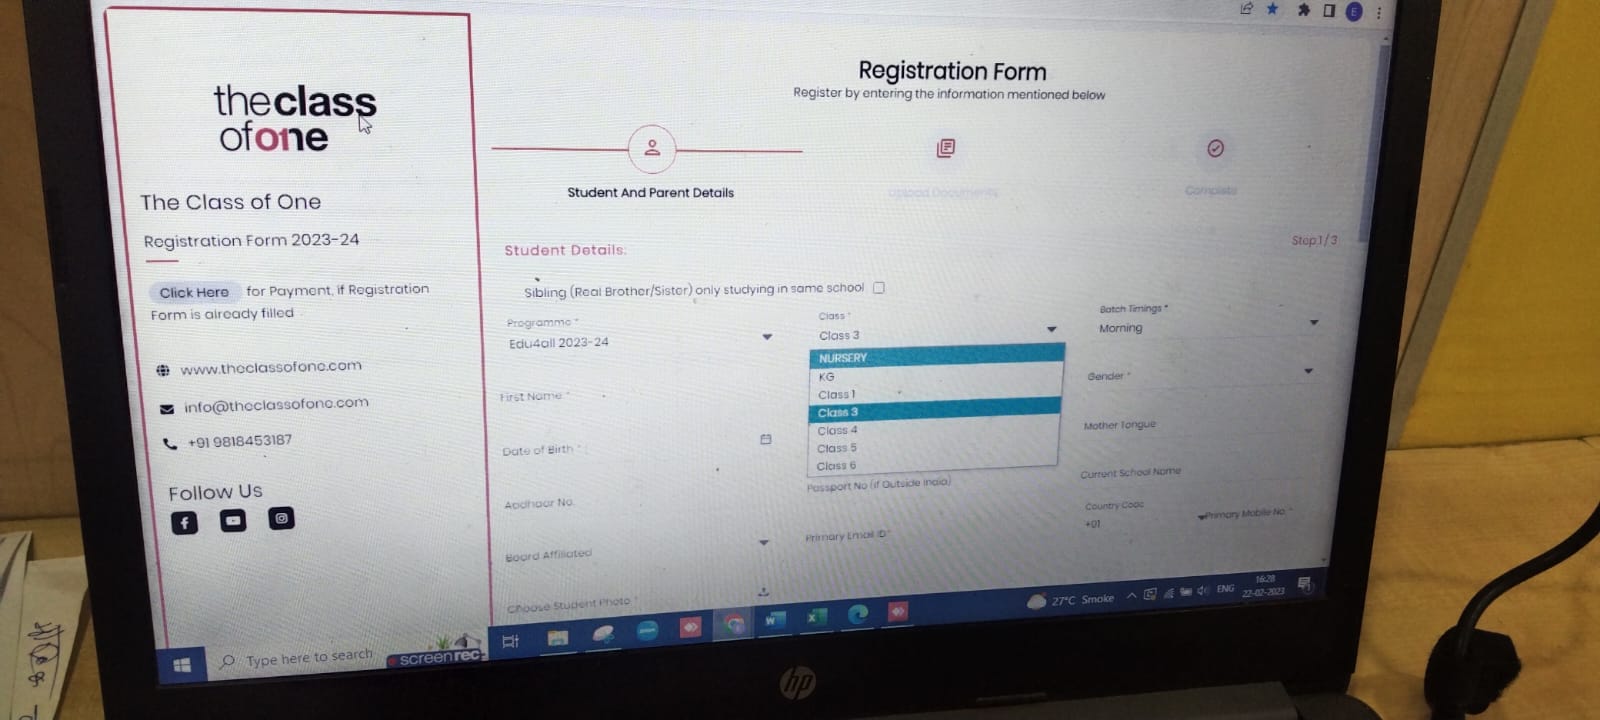 theclass
ofone
The Class of One
Registration Form 2023-24
Click Here for Payment, if Registration
Form is already filled
www.theclassofone.com
info@theclassofone.com
+91 9818453187
Follow Us
Registration Form
Register by entering the information mentioned below
Student And Parent Details
Upload Documents
Complete
Step 1/3
Student Details:
Sibling (Real Brother/Sister) only studying in same school
Programme *
Edu4all 2023-24
Class *
Class 3
Batch Timings *
Morning
NURSERY
KG
Class 1
Class 3
Class 4
Class 5
Class 6
First Name *
Gender *
Date of Birth *
Mother Tongue
Aadhaar No.
Passport No (if Outside India)
Current School Name
Board Affiliated
Primary Email ID *
Country Code
+91
Primary Mobile No. *
Choose Student Photo *
Type here to search
screenrec
27°C Smoke
ENG
16:28
22-02-2023
hp